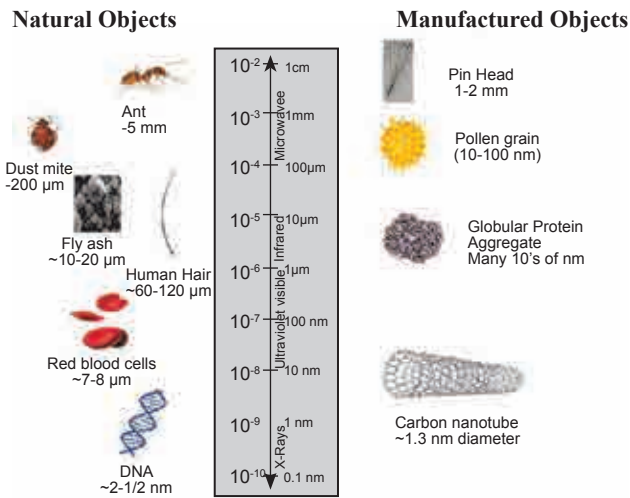 Natural Objects
Manufactured Objects
Ant
-5 mm
Dust mite
-200 µm
Fly ash
~10-20 µm
Human Hair
~60-120 µm
Red blood cells
~7-8 µm
DNA
~2-1/2 nm
10-2
1cm
10-3
1mm
10-4
100µm
10-5
10µm
10-6
1µm
10-7
100 nm
10-8
10 nm
10-9
1 nm
10-10
0.1 nm
Microwavee
Infrared
Ultraviolet visible
X-Rays
Pin Head
1-2 mm
Pollen grain
(10-100 nm)
Globular Protein
Aggregate
Many 10's of nm
Carbon nanotube
~1.3 nm diameter